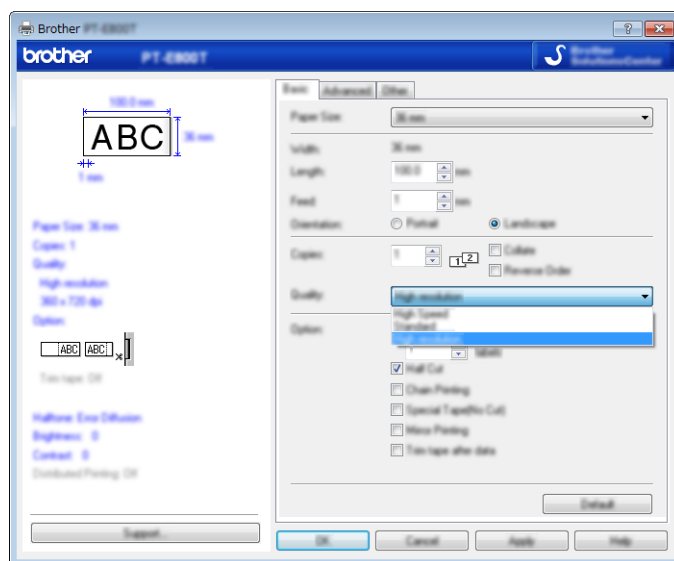 Brother PT-E800T
brother PT-E800T
Brother
SolutionsCenter
Basic Advanced Other
100.0 mm
ABC
36 mm
1 mm
Paper Size: 36 mm
Copies: 1
Quality:
High resolution
360 x 720 dpi
Option:
ABC ABC
Trim tape: Off
Halftone: Error Diffusion
Brightness: 0
Contrast: 0
Distributed Printing: Off
Support...
Paper Size: 36 mm
Width: 36 mm
Length: 100.0 mm
Feed: 1 mm
Orientation: Portrait Landscape
Copies: 1 1 2 Collate
Reverse Order
Quality: High resolution
High Speed
Standard
High resolution
Option:
labels
Half Cut
Chain Printing
Special Tape(No Cut)
Mirror Printing
Trim tape after data
Default
OK Cancel Apply Help